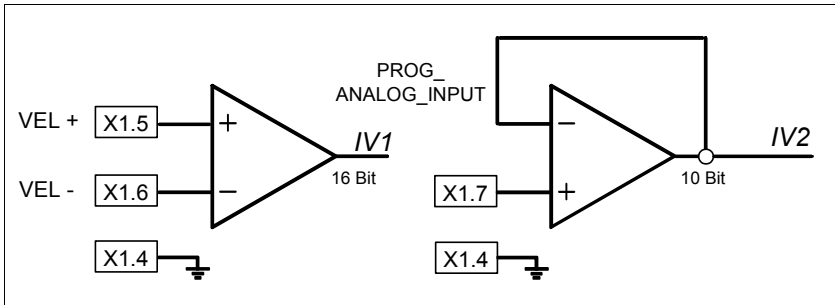 VEL + X1.5 + IV1
16 Bit
VEL - X1.6 −
X1.4
PROG_
ANALOG_INPUT
− IV2
10 Bit
X1.7 +
X1.4